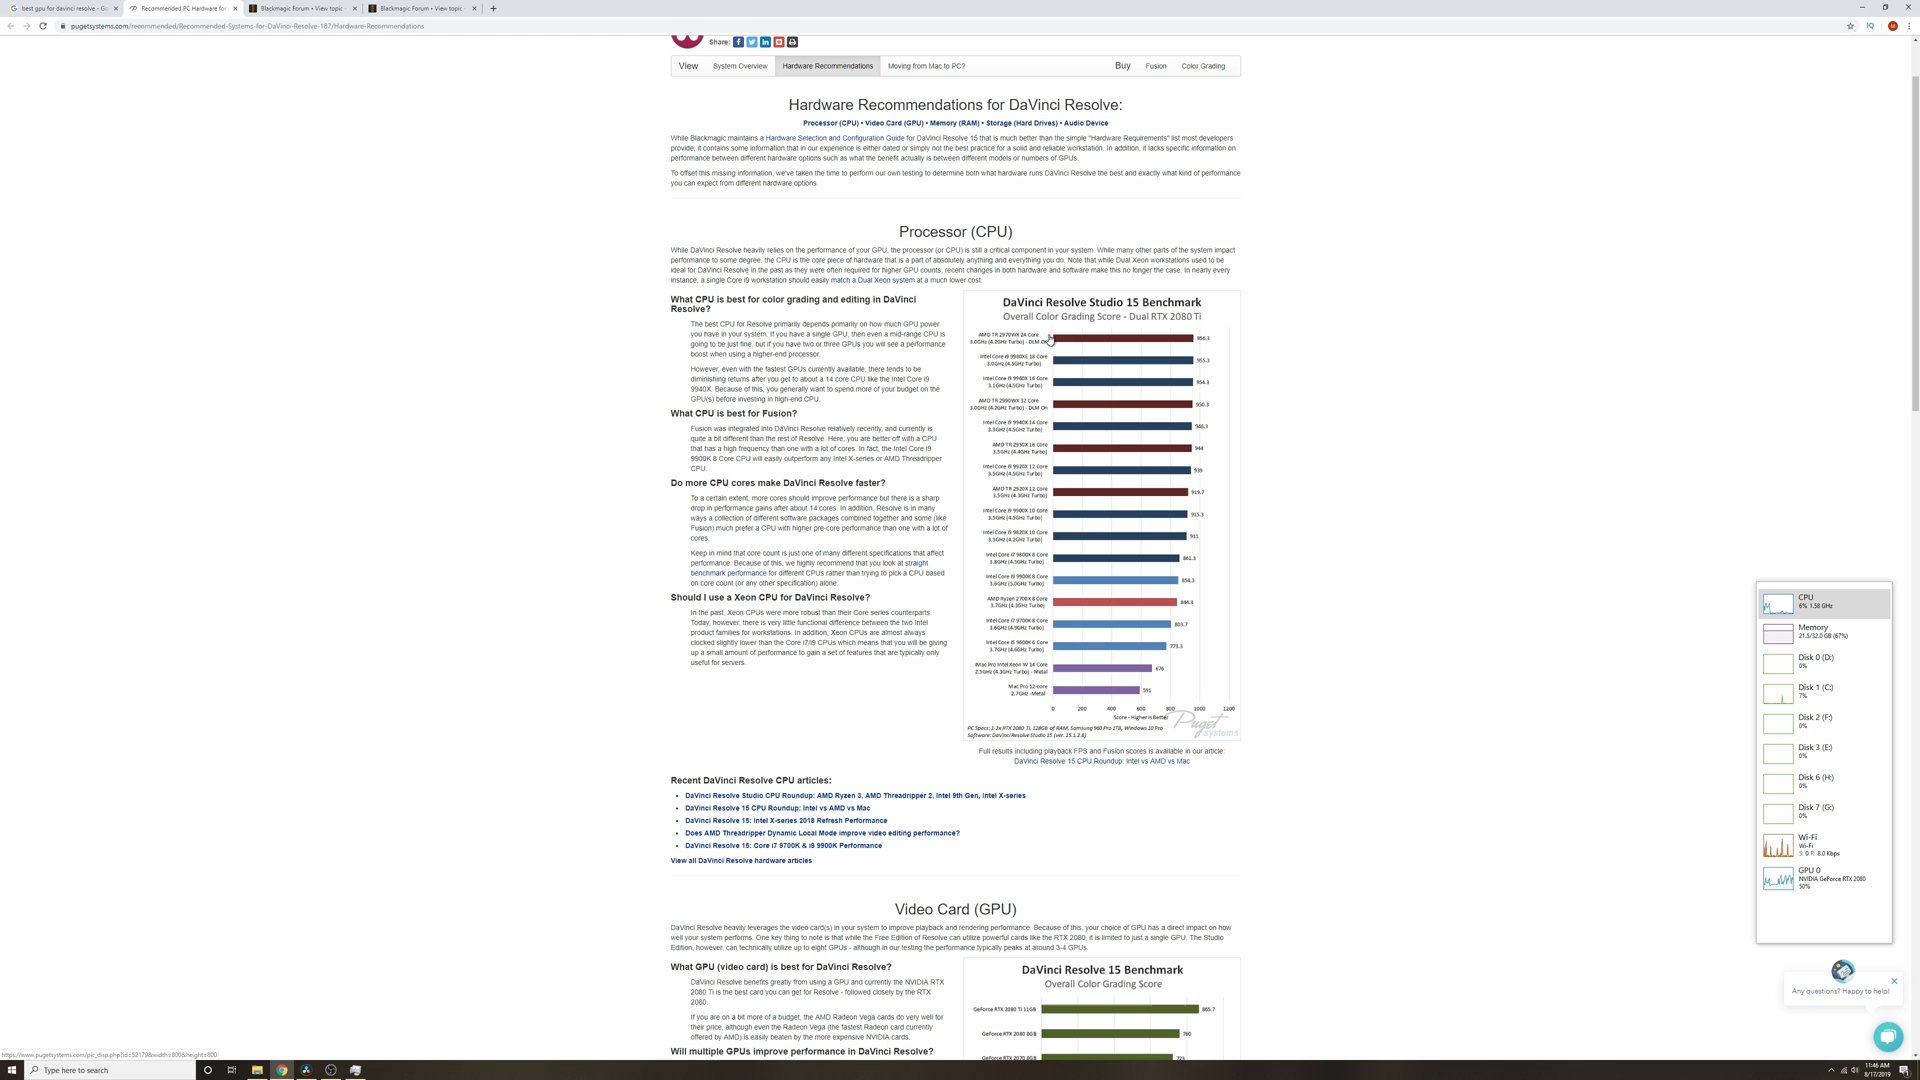 best gpu for davinci resolve - Go
Recommended PC Hardware for
Blackmagic Forum • View topic -
Blackmagic Forum • View topic -
pugetsystems.com/recommended/Recommended-Systems-for-DaVinci-Resolve-187/Hardware-Recommendations
Share:
View System Overview Hardware Recommendations Moving from Mac to PC? Buy Fusion Color Grading
Hardware Recommendations for DaVinci Resolve:
Processor (CPU) • Video Card (GPU) • Memory (RAM) • Storage (Hard Drives) • Audio Device
While Blackmagic maintains a Hardware Selection and Configuration Guide for DaVinci Resolve 15 that is much better than the simple "Hardware Requirements" list most developers
provide, it contains some information that in our experience is either dated or simply not the best practice for a solid and reliable workstation. In addition, it lacks specific information on
performance between different hardware options such as what the benefit actually is between different models or numbers of GPUs.
To offset this missing information, we've taken the time to perform our own testing to determine both what hardware runs DaVinci Resolve the best and exactly what kind of performance
you can expect from different hardware options.
Processor (CPU)
While DaVinci Resolve heavily relies on the performance of your GPU, the processor (or CPU) is still a critical component in your system. While many other parts of the system impact
performance to some degree, the CPU is the core piece of hardware that is a part of absolutely anything and everything you do. Note that while Dual Xeon workstations used to be
ideal for DaVinci Resolve in the past as they were often required for higher GPU counts, recent changes in both hardware and software make this no longer the case. In nearly every
instance, a single Core i9 workstation should easily match a Dual Xeon system at a much lower cost.
What CPU is best for color grading and editing in DaVinci
Resolve?
The best CPU for Resolve primarily depends primarily on how much GPU power
you have in your system. If you have a single GPU, then even a mid-range CPU is
going to be just fine, but if you have two or three GPUs you will see a performance
boost when using a higher-end processor.
However, even with the fastest GPUs currently available, there tends to be
diminishing returns after you get to about a 14 core CPU like the Intel Core i9
9940X. Because of this, you generally want to spend more of your budget on the
GPU(s) before investing in high-end CPU.
What CPU is best for Fusion?
Fusion was integrated into DaVinci Resolve relatively recently, and currently is
quite a bit different than the rest of Resolve. Here, you are better off with a CPU
that has a high frequency than one with a lot of cores. In fact, the Intel Core i9
9900K 8 Core CPU will easily outperform any Intel X-series or AMD Threadripper
CPU.
Do more CPU cores make DaVinci Resolve faster?
To a certain extent, more cores should improve performance but there is a sharp
drop in performance gains after about 14 cores. In addition, Resolve is in many
ways a collection of different software packages combined together and some (like
Fusion) much prefer a CPU with higher per-core performance than one with a lot of
cores.
Keep in mind that core count is just one of many different specifications that affect
performance. Because of this, we highly recommend that you look at straight
benchmark performance for different CPUs rather than trying to pick a CPU based
on core count (or any other specification) alone.
Should I use a Xeon CPU for DaVinci Resolve?
In the past, Xeon CPUs were more robust than their Core series counterparts.
Today, however, there is very little functional difference between the two Intel
product families for workstations. In addition, Xeon CPUs are almost always
clocked slightly lower than the Core i7/i9 CPUs which means that you will be giving
up a small amount of performance to gain a set of features that are typically only
useful for servers.
DaVinci Resolve Studio 15 Benchmark
Overall Color Grading Score - Dual RTX 2080 Ti
AMD TR 2970WX 24 Core
3.0GHz (4.2GHz Turbo) - DLM On
956.3
Intel Core i9 9980XE 18 Core
3.0GHz (4.5GHz Turbo)
955.3
Intel Core i9 9960X 16 Core
3.1GHz (4.5GHz Turbo)
954.3
AMD TR 2990WX 32 Core
3.0GHz (4.2GHz Turbo) - DLM On
950.3
Intel Core i9 9940X 14 Core
3.3GHz (4.5GHz Turbo)
946.3
AMD TR 2950X 16 Core
3.5GHz (4.4GHz Turbo)
944
Intel Core i9 9920X 12 Core
3.5GHz (4.5GHz Turbo)
939
AMD TR 2920X 12 Core
3.5GHz (4.3GHz Turbo)
919.7
Intel Core i9 9900X 10 Core
3.5GHz (4.5GHz Turbo)
915.3
Intel Core i9 9820X 10 Core
3.3GHz (4.2GHz Turbo)
911
Intel Core i7 9800X 8 Core
3.8GHz (4.5GHz Turbo)
861.3
Intel Core i9 9900K 8 Core
3.6GHz (5.0GHz Turbo)
854.3
AMD Ryzen 2700X 8 Core
3.7GHz (4.3GHz Turbo)
844.3
Intel Core i7 9700K 8 Core
3.6GHz (4.9GHz Turbo)
803.7
Intel Core i5 9600K 6 Core
3.7GHz (4.6GHz Turbo)
773.3
iMac Pro Intel Xeon W 14 Core
2.5GHz (4.3GHz Turbo) - Metal
676
Mac Pro 12-core
2.7GHz -Metal
591
0 200 400 600 800 1000 1200
Score - Higher is Better
Puget systems
PC Specs: 1-2x RTX 2080 Ti, 128GB of RAM, Samsung 960 Pro 1TB, Windows 10 Pro
Software: DaVinci Resolve Studio 15 (ver. 15.1.2.8)
Full results including playback FPS and Fusion scores is available in our article:
DaVinci Resolve 15 CPU Roundup: Intel vs AMD vs Mac
Recent DaVinci Resolve CPU articles:
• DaVinci Resolve Studio CPU Roundup: AMD Ryzen 3, AMD Threadripper 2, Intel 9th Gen, Intel X-series
• DaVinci Resolve 15 CPU Roundup: Intel vs AMD vs Mac
• DaVinci Resolve 15: Intel X-series 2018 Refresh Performance
• Does AMD Threadripper Dynamic Local Mode improve video editing performance?
• DaVinci Resolve 15: Core i7 9700K & i9 9900K Performance
View all DaVinci Resolve hardware articles
Video Card (GPU)
DaVinci Resolve heavily leverages the video card(s) in your system to improve playback and rendering performance. Because of this, your choice of GPU has a direct impact on how
well your system performs. One key thing to note is that while the Free Edition of Resolve can utilize powerful cards like the RTX 2080, it is limited to just a single GPU. The Studio
Edition, however, can technically utilize up to eight GPUs - although in our testing the performance typically peaks at around 3-4 GPUs.
What GPU (video card) is best for DaVinci Resolve?
DaVinci Resolve benefits greatly from using a GPU and currently the NVIDIA RTX
2080 Ti is the best card you can get for Resolve - followed closely by the RTX
2080.
If you are on a bit more of a budget, the AMD Radeon Vega cards do very well for
their price, although even the Radeon Vega (the fastest Radeon card currently
offered by AMD) is easily beaten by the more expensive NVIDIA cards.
Will multiple GPUs improve performance in DaVinci Resolve?
DaVinci Resolve 15 Benchmark
Overall Color Grading Score
GeForce RTX 2080 Ti 11GB
865.7
GeForce RTX 2080 8GB
760
GeForce RTX 2070 8GB
723
CPU
6% 1.58 GHz
Memory
21.5/32.0 GB (67%)
Disk 0 (D:)
0%
Disk 1 (C:)
7%
Disk 2 (F:)
0%
Disk 3 (E:)
0%
Disk 6 (H:)
0%
Disk 7 (G:)
0%
Wi-Fi
Wi-Fi
S: 0 R: 8.0 Kbps
GPU 0
NVIDIA GeForce RTX 2080
50%
Any questions? Happy to help!
https://www.pugetsystems.com/pic_disp.php?id=52179&width=800&height=800
Type here to search
11:46 AM
8/17/2019